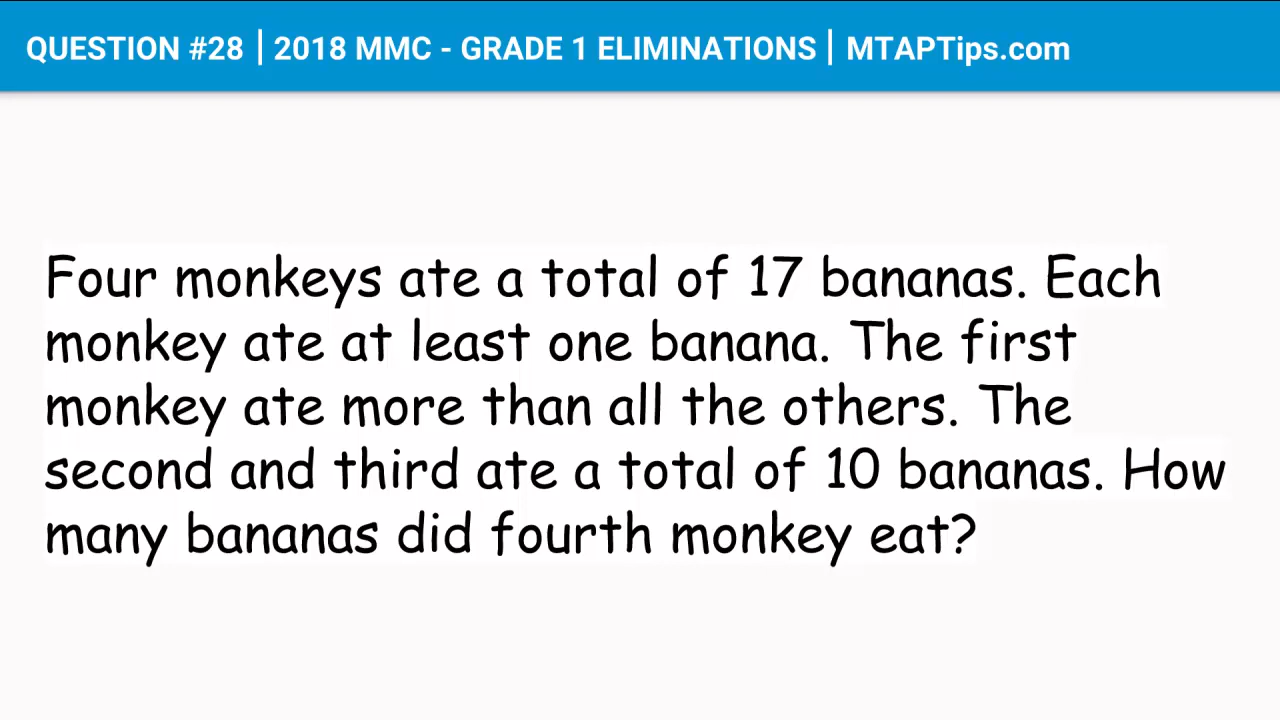 QUESTION #28 | 2018 MMC - GRADE 1 ELIMINATIONS | MTAPTips.com
Four monkeys ate a total of 17 bananas. Each
monkey ate at least one banana. The first
monkey ate more than all the others. The
second and third ate a total of 10 bananas. How
many bananas did fourth monkey eat?